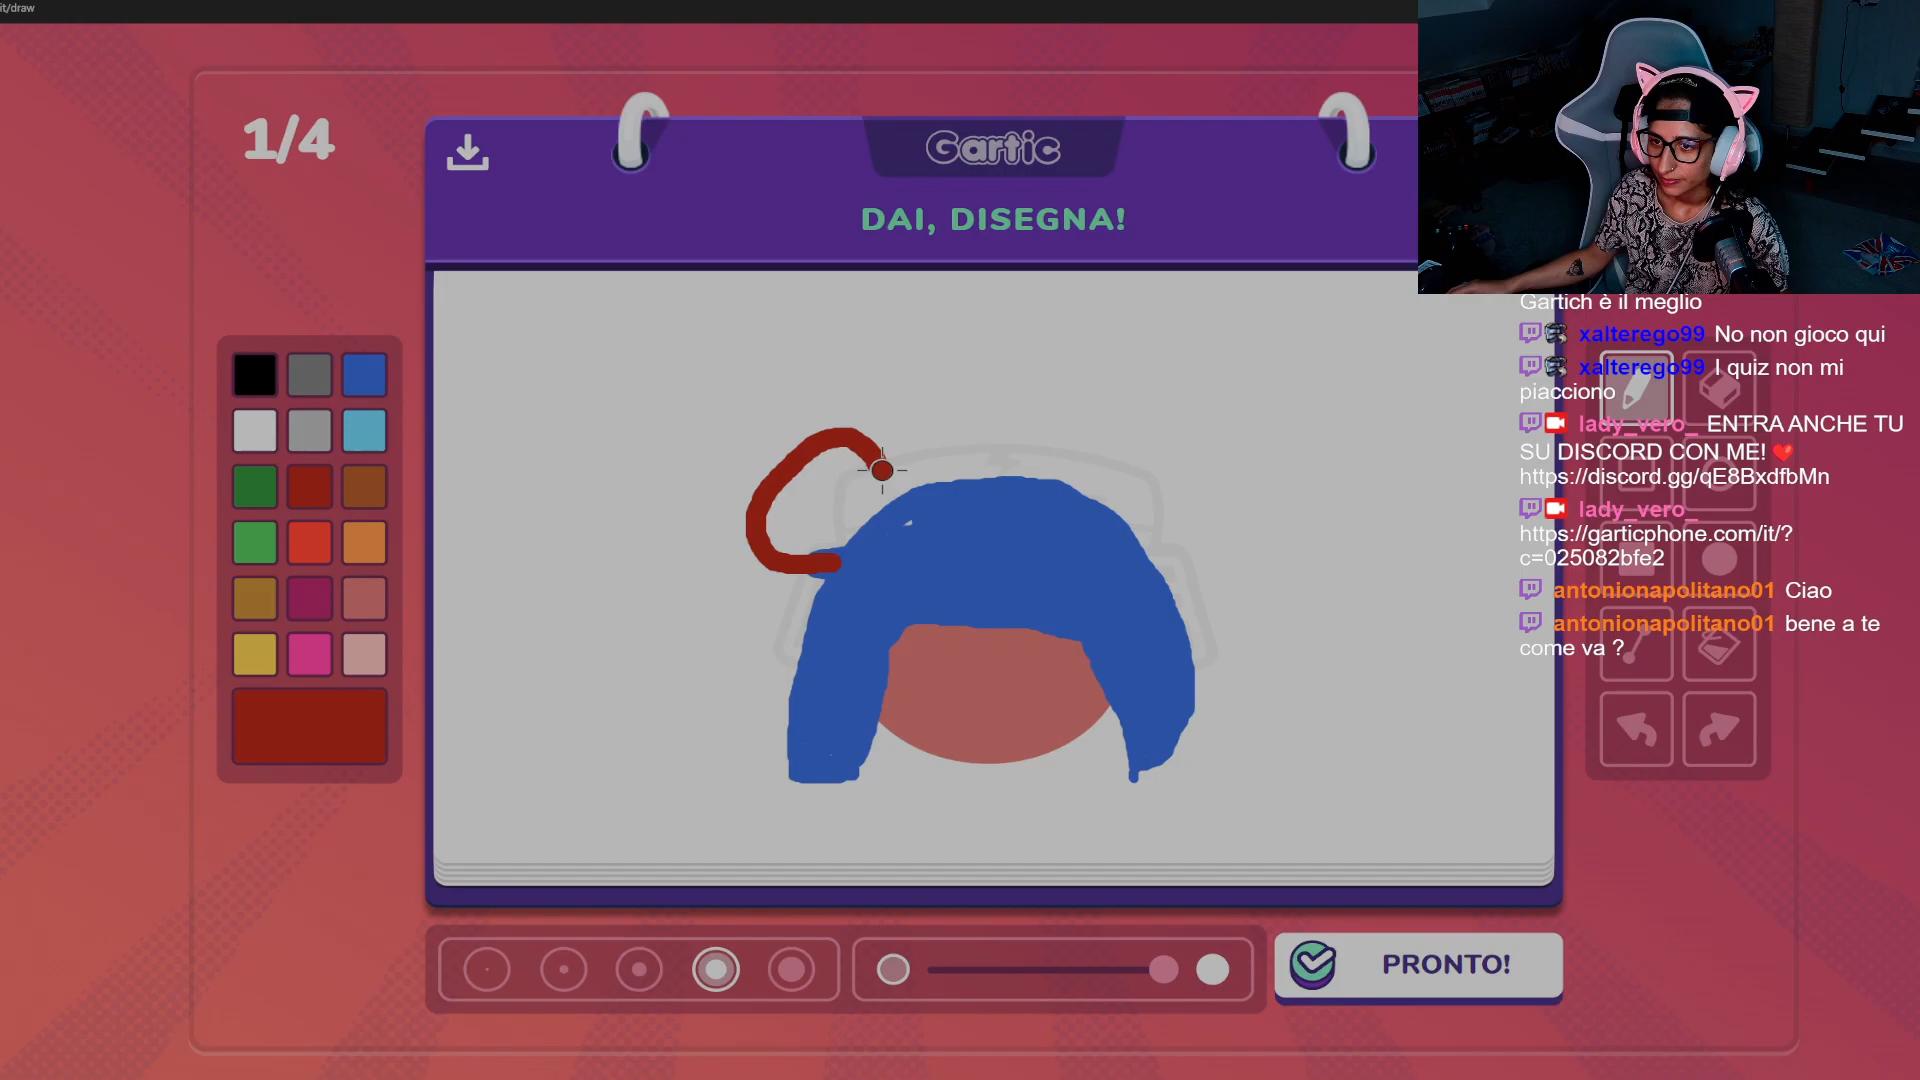 it/draw
1/4
Gartic
DAI, DISEGNA!
Gartich è il meglio
xalterego99 No non gioco qui
xalterego99 I quiz non mi
piacciono
lady_vero_ ENTRA ANCHE TU
SU DISCORD CON ME!
https://discord.gg/qE8BxdfbMn
lady_vero_
https://garticphone.com/it/?
c=025082bfe2
antonionapolitano01 Ciao
antonionapolitano01 bene a te
come va ?
PRONTO!